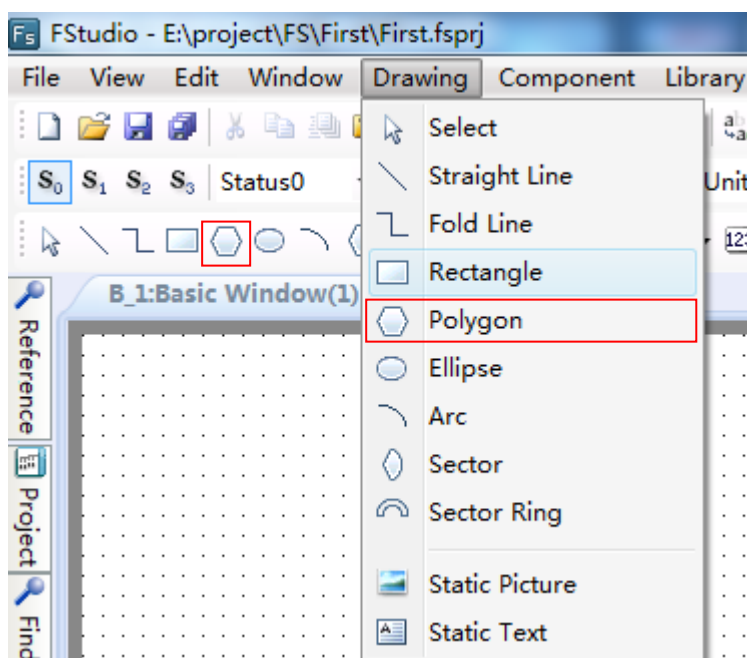 Fs FStudio - E:\project\FS\First\First.fsprj
File View Edit Window Drawing Component Library
S0 S1 S2 S3 Status0 Unit
B_1:Basic Window(1)
Select
Straight Line
Fold Line
Rectangle
Polygon
Ellipse
Arc
Sector
Sector Ring
Static Picture
Static Text
Reference
Project
Find